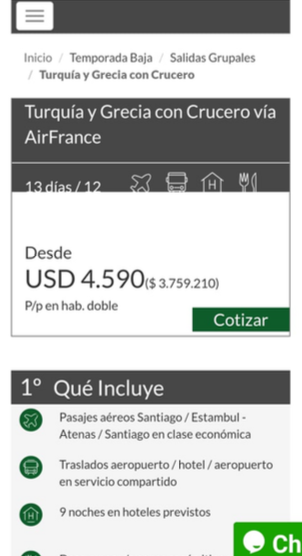 Inicio / Temporada Baja / Salidas Grupales
/ Turquía y Grecia con Crucero
Turquía y Grecia con Crucero vía
AirFrance
13 días / 12
Desde
USD 4.590($ 3.759.210)
P/p en hab. doble
Cotizar
1° Qué Incluye
Pasajes aéreos Santiago / Estambul -
Atenas / Santiago en clase económica
Traslados aeropuerto / hotel / aeropuerto
en servicio compartido
9 noches en hoteles previstos
Ch